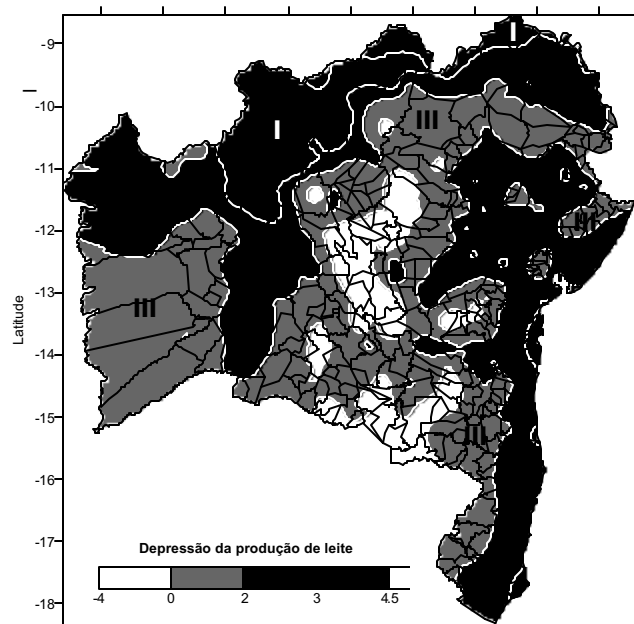 -9
I
I
-10
III
I
-11
III
-12
-13
III
Latitude
-14
-15
III
-16
-17
Depressão da produção de leite
-18
-4 0 2 3 4.5